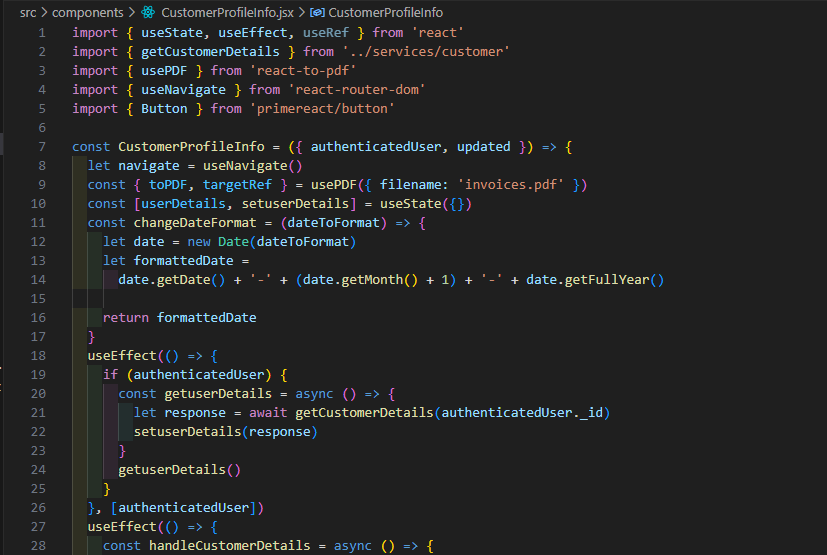 src > components > CustomerProfileInfo.jsx > CustomerProfileInfo
1 import { useState, useEffect, useRef } from 'react'
2 import { getCustomerDetails } from '../services/customer'
3 import { usePDF } from 'react-to-pdf'
4 import { useNavigate } from 'react-router-dom'
5 import { Button } from 'primereact/button'
6
7 const CustomerProfileInfo = ({ authenticatedUser, updated }) => {
8 let navigate = useNavigate()
9 const { toPDF, targetRef } = usePDF({ filename: 'invoices.pdf' })
10 const [userDetails, setuserDetails] = useState({})
11 const changeDateFormat = (dateToFormat) => {
12 let date = new Date(dateToFormat)
13 let formattedDate =
14 date.getDate() + '-' + (date.getMonth() + 1) + '-' + date.getFullYear()
15
16 return formattedDate
17 }
18 useEffect(() => {
19 if (authenticatedUser) {
20 const getuserDetails = async () => {
21 let response = await getCustomerDetails(authenticatedUser._id)
22 setuserDetails(response)
23 }
24 getuserDetails()
25 }
26 }, [authenticatedUser])
27 useEffect(() => {
28 const handleCustomerDetails = async () => {